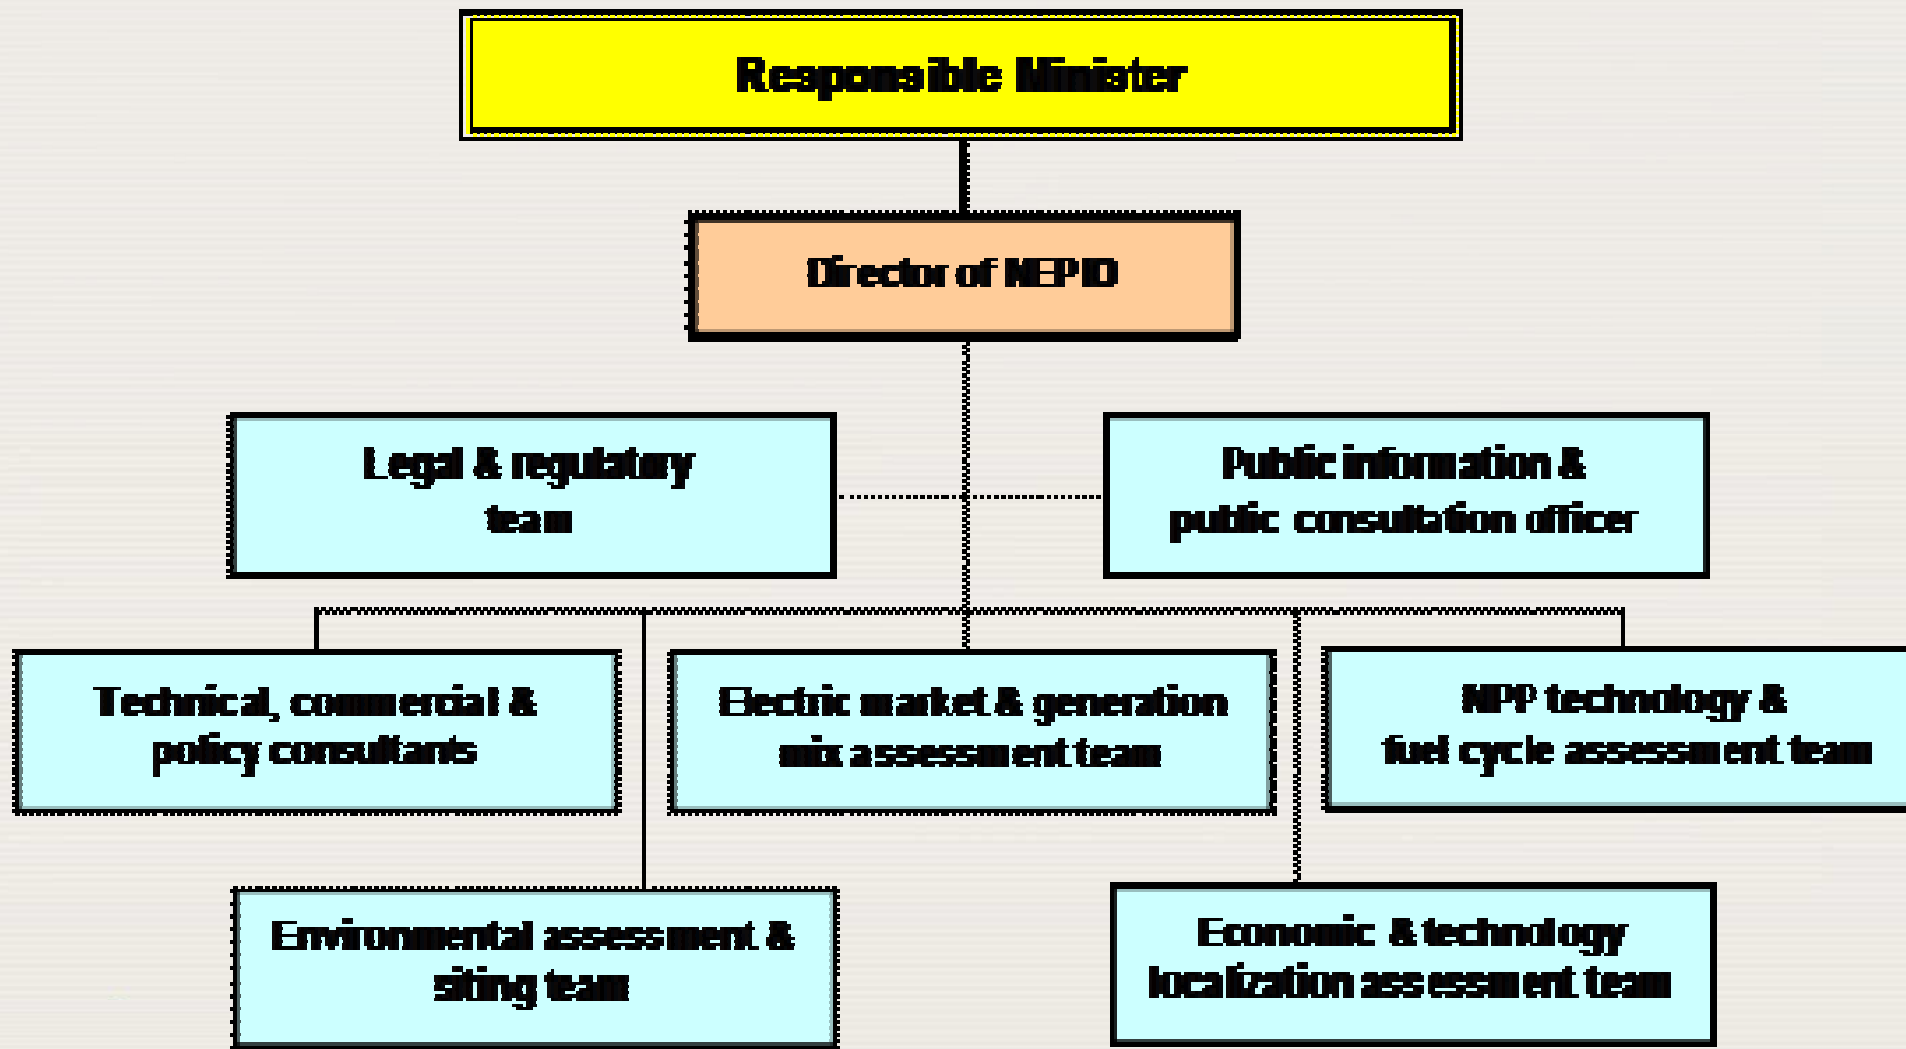 Responsible Minister
Director of NEPIO
Legal & regulatory
team
Public information &
public consultation officer
Technical, commercial &
policy consultants
Electric market & generation
mix assessment team
NPP technology &
fuel cycle assessment team
Environmental assessment &
siting team
Economic & technology
localization assessment team